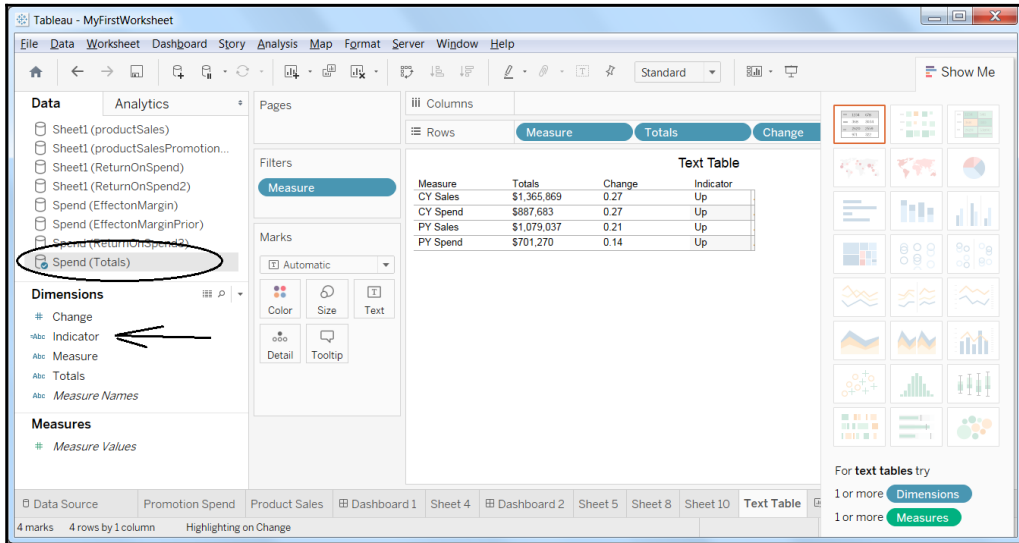 Tableau - MyFirstWorksheet
File Data Worksheet Dashboard Story Analysis Map Format Server Window Help
Standard
Show Me
Data Analytics
Sheet1 (productSales)
Sheet1 (productSalesPromotion...
Sheet1 (ReturnOnSpend)
Sheet1 (ReturnOnSpend2)
Spend (EffectonMargin)
Spend (EffectonMarginPrior)
Spend (ReturnOnSpend3)
Spend (Totals)
Dimensions
# Change
=Abc Indicator
Abc Measure
Abc Totals
Abc Measure Names
Measures
# Measure Values
Pages
Filters
Measure
Marks
T Automatic
Color Size Text
Detail Tooltip
iii Columns
Rows Measure Totals Change
Text Table
Measure Totals Change Indicator
CY Sales $1,365,869 0.27 Up
CY Spend $887,683 0.27 Up
PY Sales $1,079,037 0.21 Up
PY Spend $701,270 0.14 Up
For text tables try
1 or more Dimensions
1 or more Measures
Data Source Promotion Spend Product Sales Dashboard 1 Sheet 4 Dashboard 2 Sheet 5 Sheet 8 Sheet 10 Text Table
4 marks 4 rows by 1 column Highlighting on Change